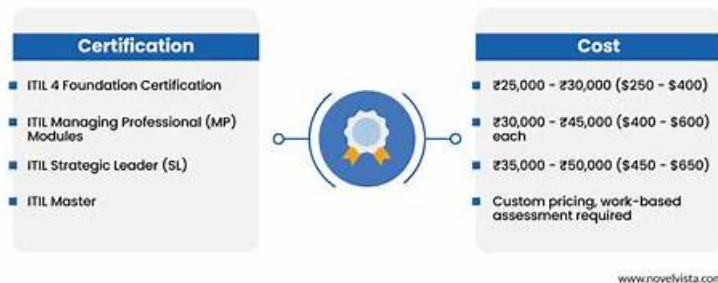 Certification
ITIL 4 Foundation Certification
ITIL Managing Professional (MP)
Modules
ITIL Strategic Leader (SL)
ITIL Master
Cost
₹25,000 - ₹30,000 ($250 - $400)
₹30,000 - ₹45,000 ($400 - $600)
each
₹35,000 - ₹50,000 ($450 - $650)
Custom pricing, work-based
assessment required
www.novelvista.com